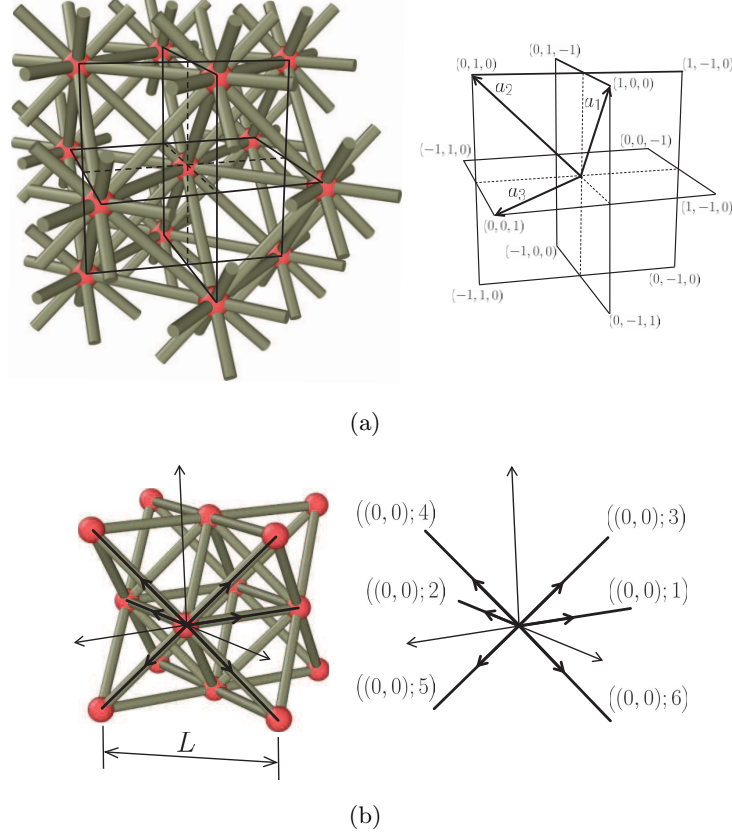 (0, 1, −1)
(0, 1, 0)
(1, −1, 0)
a₂
(1, 0, 0)
a₁
(−1, 1, 0)
(0, 0, −1)
a₃
(0, 0, 1)
(1, −1, 0)
(−1, 0, 0)
(−1, 1, 0)
(0, −1, 0)
(0, −1, 1)
(a)
((0, 0); 4)
((0, 0); 3)
((0, 0); 2)
((0, 0); 1)
((0, 0); 5)
((0, 0); 6)
L
(b)